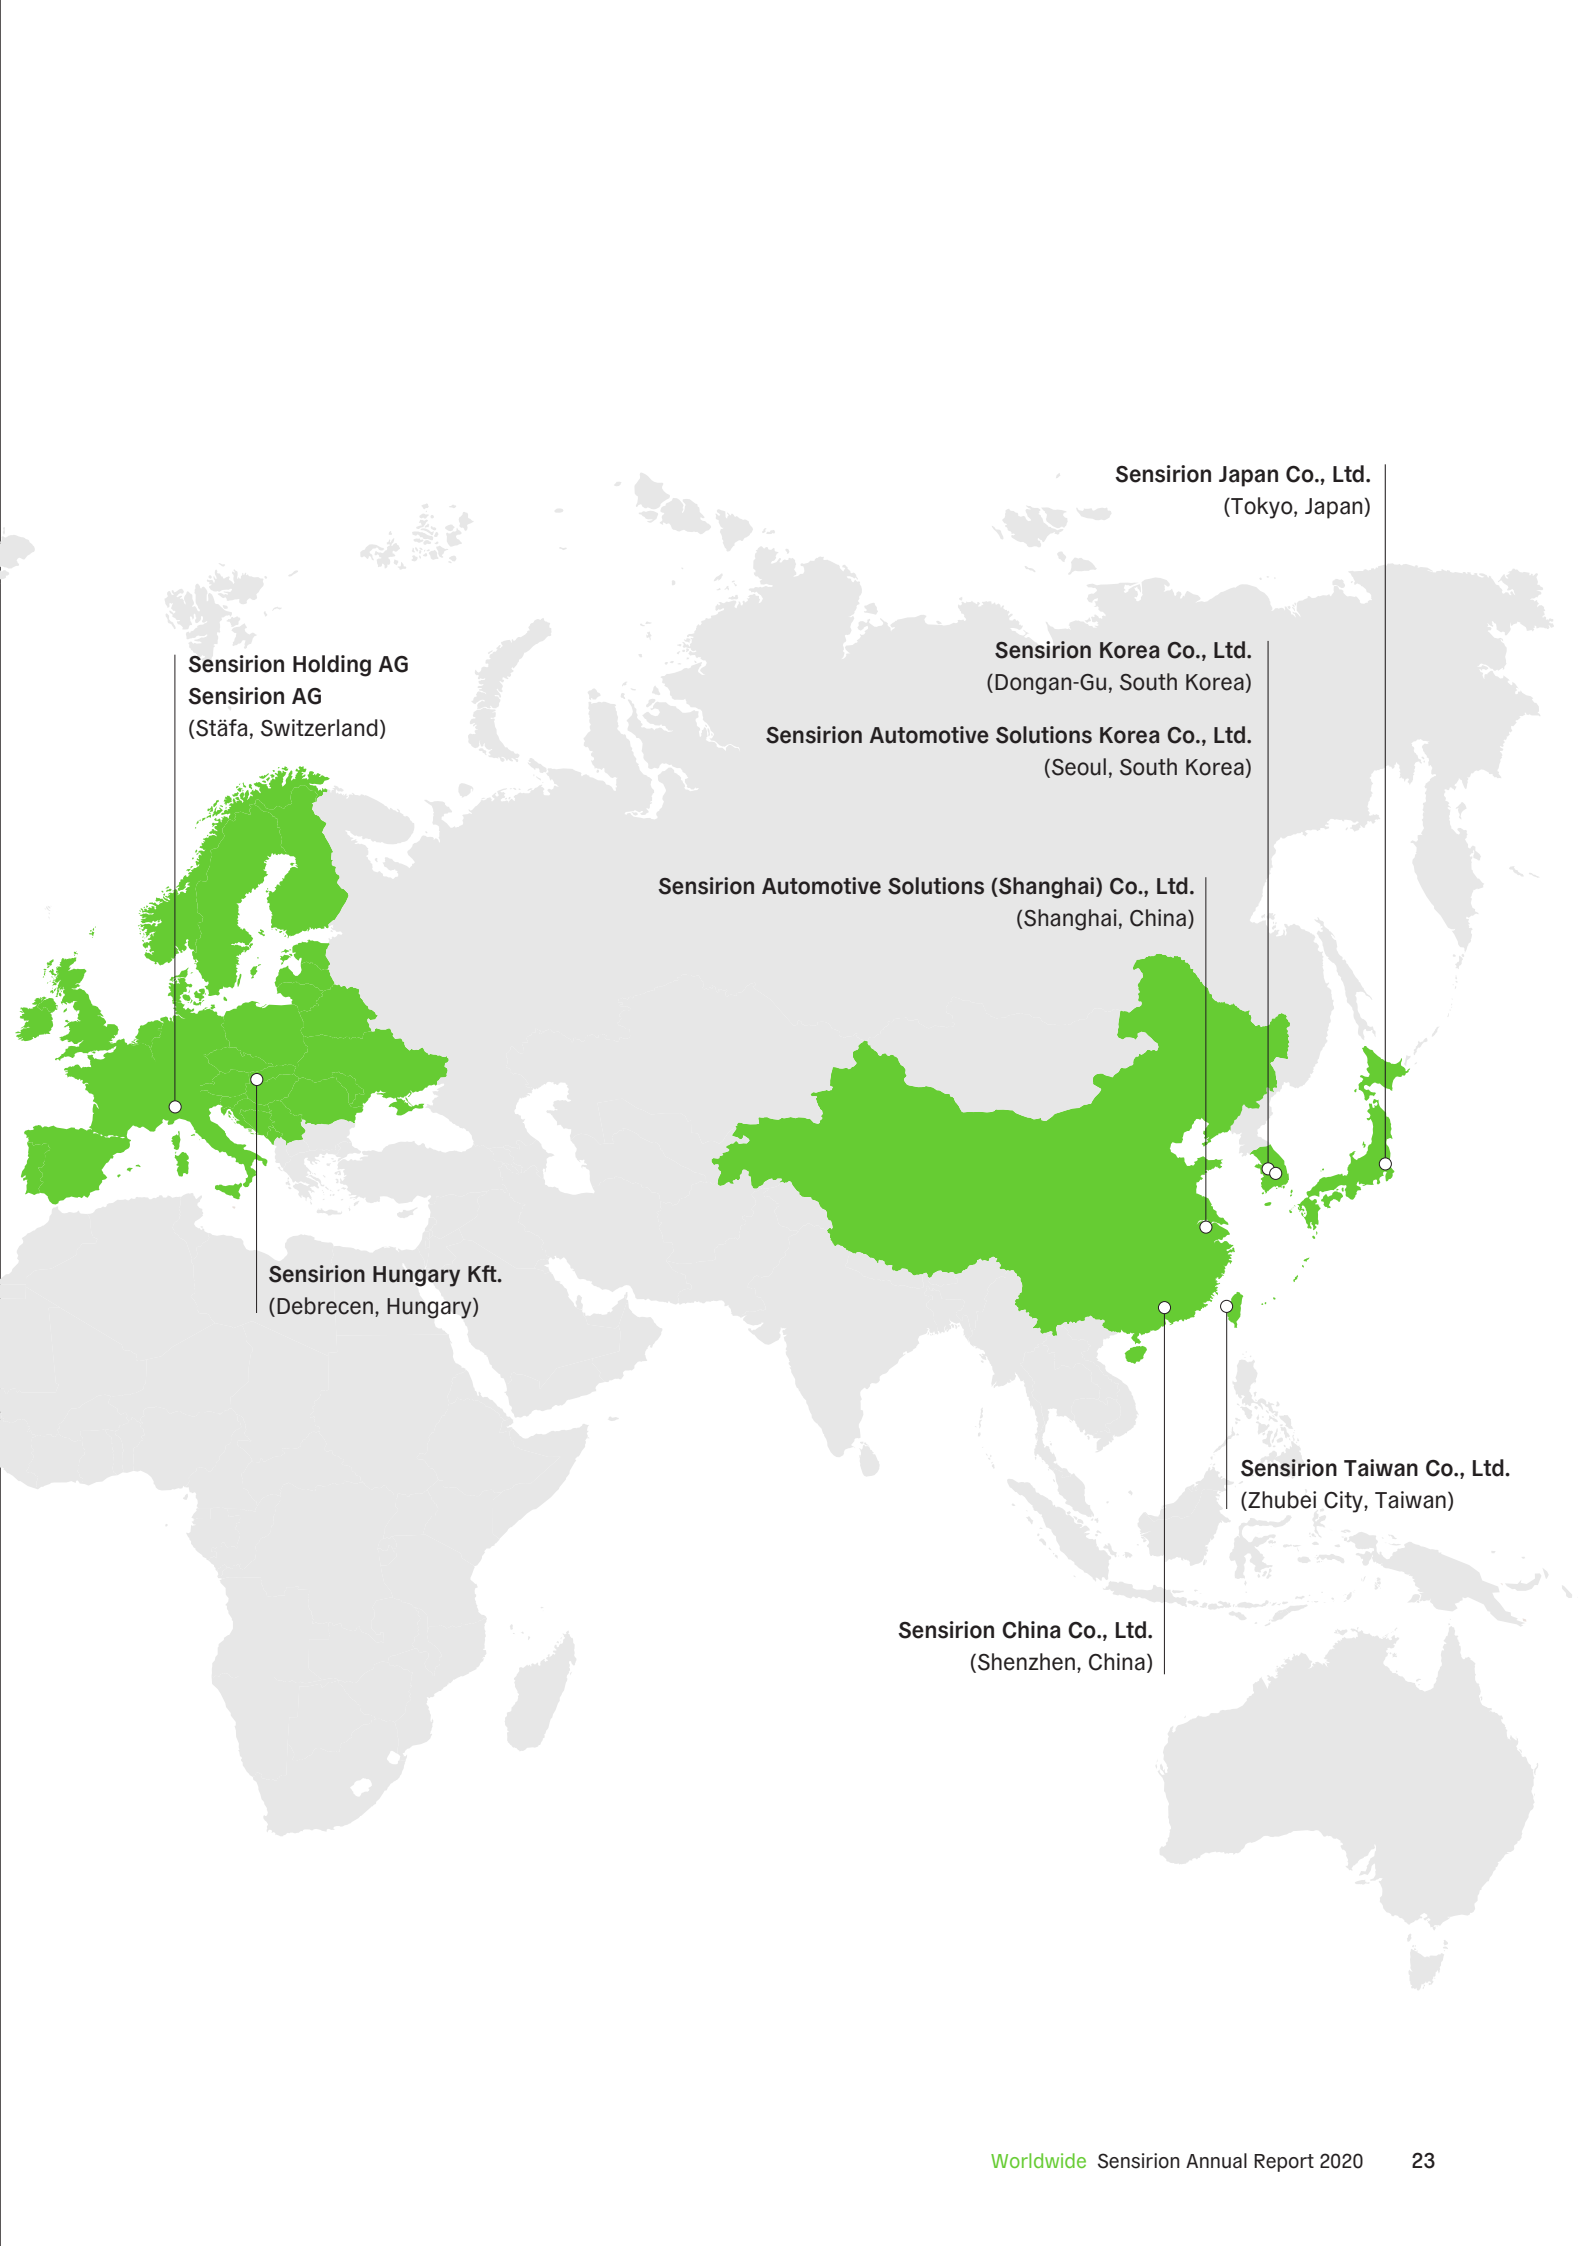 Sensirion Japan Co., Ltd.
(Tokyo, Japan)
Sensirion Holding AG
Sensirion AG
(Stäfa, Switzerland)
Sensirion Korea Co., Ltd.
(Dongan-Gu, South Korea)
Sensirion Automotive Solutions Korea Co., Ltd.
(Seoul, South Korea)
Sensirion Automotive Solutions (Shanghai) Co., Ltd.
(Shanghai, China)
Sensirion Hungary Kft.
(Debrecen, Hungary)
Sensirion Taiwan Co., Ltd.
(Zhubei City, Taiwan)
Sensirion China Co., Ltd.
(Shenzhen, China)
Worldwide Sensirion Annual Report 2020 23